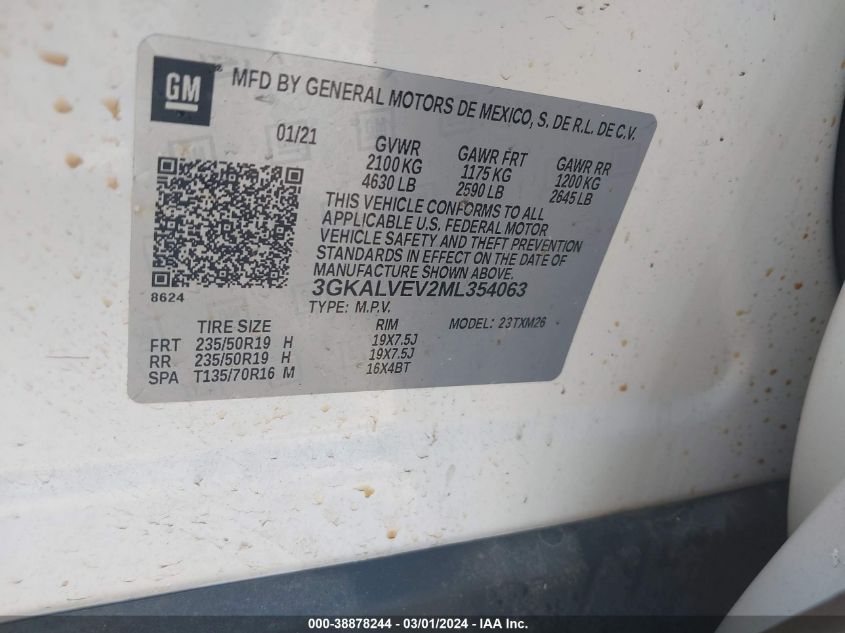 GM
MFD BY GENERAL MOTORS DE MEXICO, S. DE R.L. DE C.V.
01/21
GVWR GAWR FRT GAWR RR
2100 KG 1175 KG 1200 KG
4630 LB 2590 LB 2645 LB
THIS VEHICLE CONFORMS TO ALL
APPLICABLE U.S. FEDERAL MOTOR
VEHICLE SAFETY AND THEFT PREVENTION
STANDARDS IN EFFECT ON THE DATE OF
MANUFACTURE SHOWN ABOVE.
8624
3GKALVEV2ML354063
TYPE: M.P.V. MODEL: 23TXM26
TIRE SIZE RIM
FRT 235/50R19 H 19X7.5J
RR 235/50R19 H 19X7.5J
SPA T135/70R16 M 16X4BT
000-38878244 - 03/01/2024 - IAA Inc.